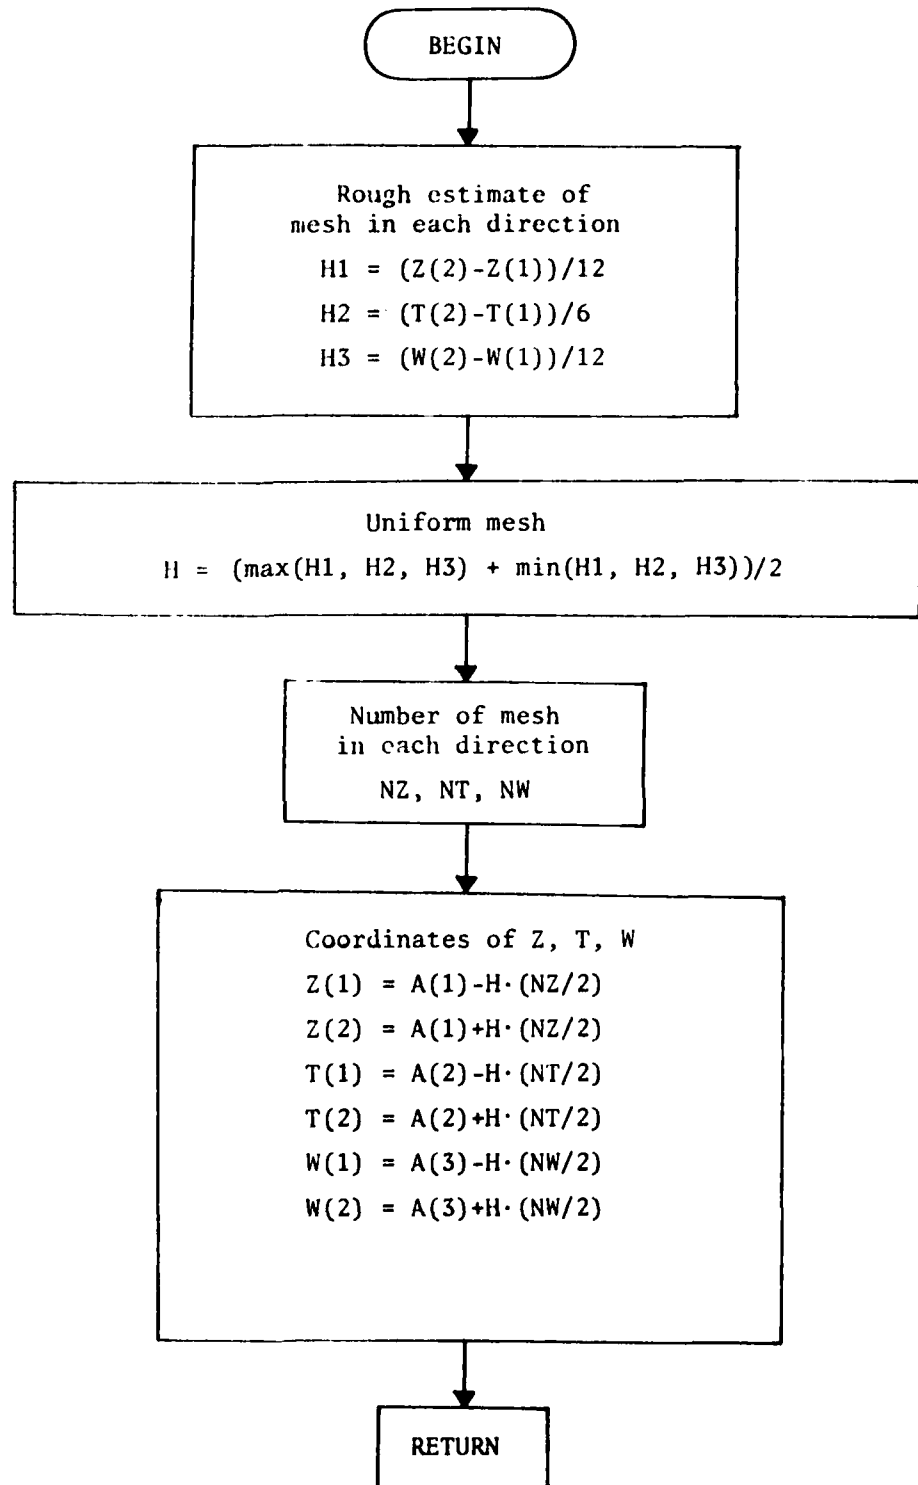 BEGIN
Rough estimate of
mesh in each direction
H1 = (Z(2)-Z(1))/12
H2 = (T(2)-T(1))/6
H3 = (W(2)-W(1))/12
Uniform mesh
H = (max(H1, H2, H3) + min(H1, H2, H3))/2
Number of mesh
in each direction
NZ, NT, NW
Coordinates of Z, T, W
Z(1) = A(1)-H·(NZ/2)
Z(2) = A(1)+H·(NZ/2)
T(1) = A(2)-H·(NT/2)
T(2) = A(2)+H·(NT/2)
W(1) = A(3)-H·(NW/2)
W(2) = A(3)+H·(NW/2)
RETURN